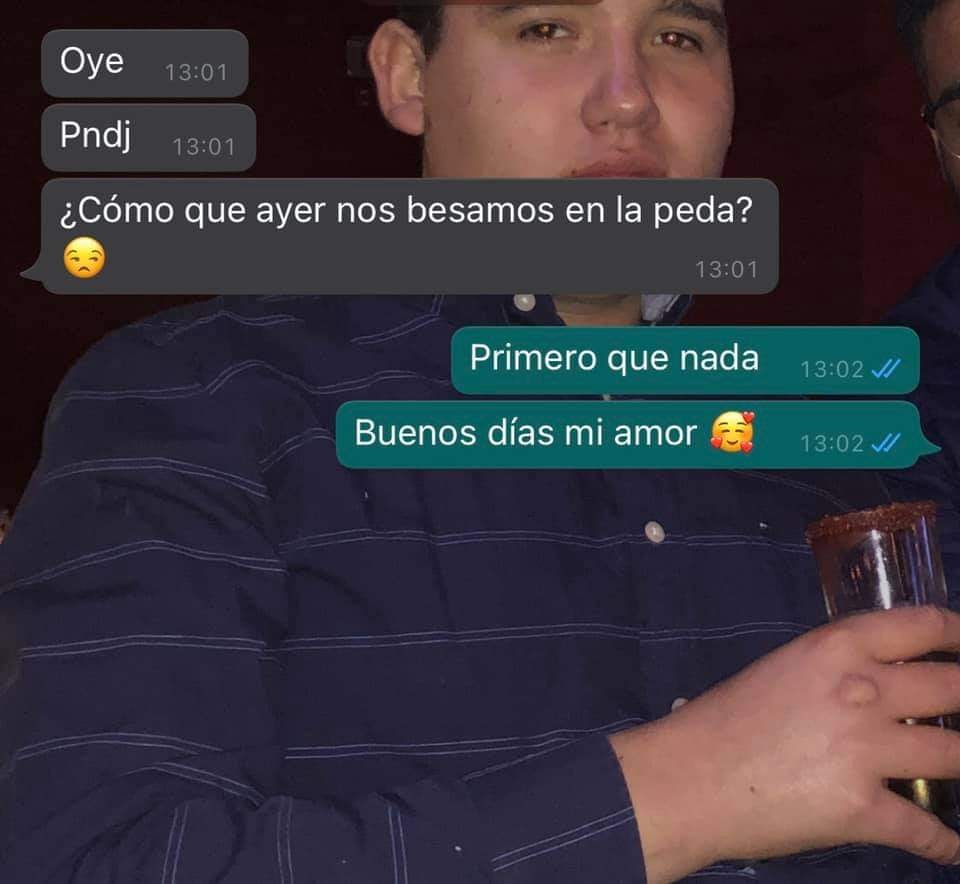 Oye 13:01
Pndj 13:01
¿Cómo que ayer nos besamos en la peda?
😒 13:01
Primero que nada 13:02
Buenos días mi amor 🥰 13:02